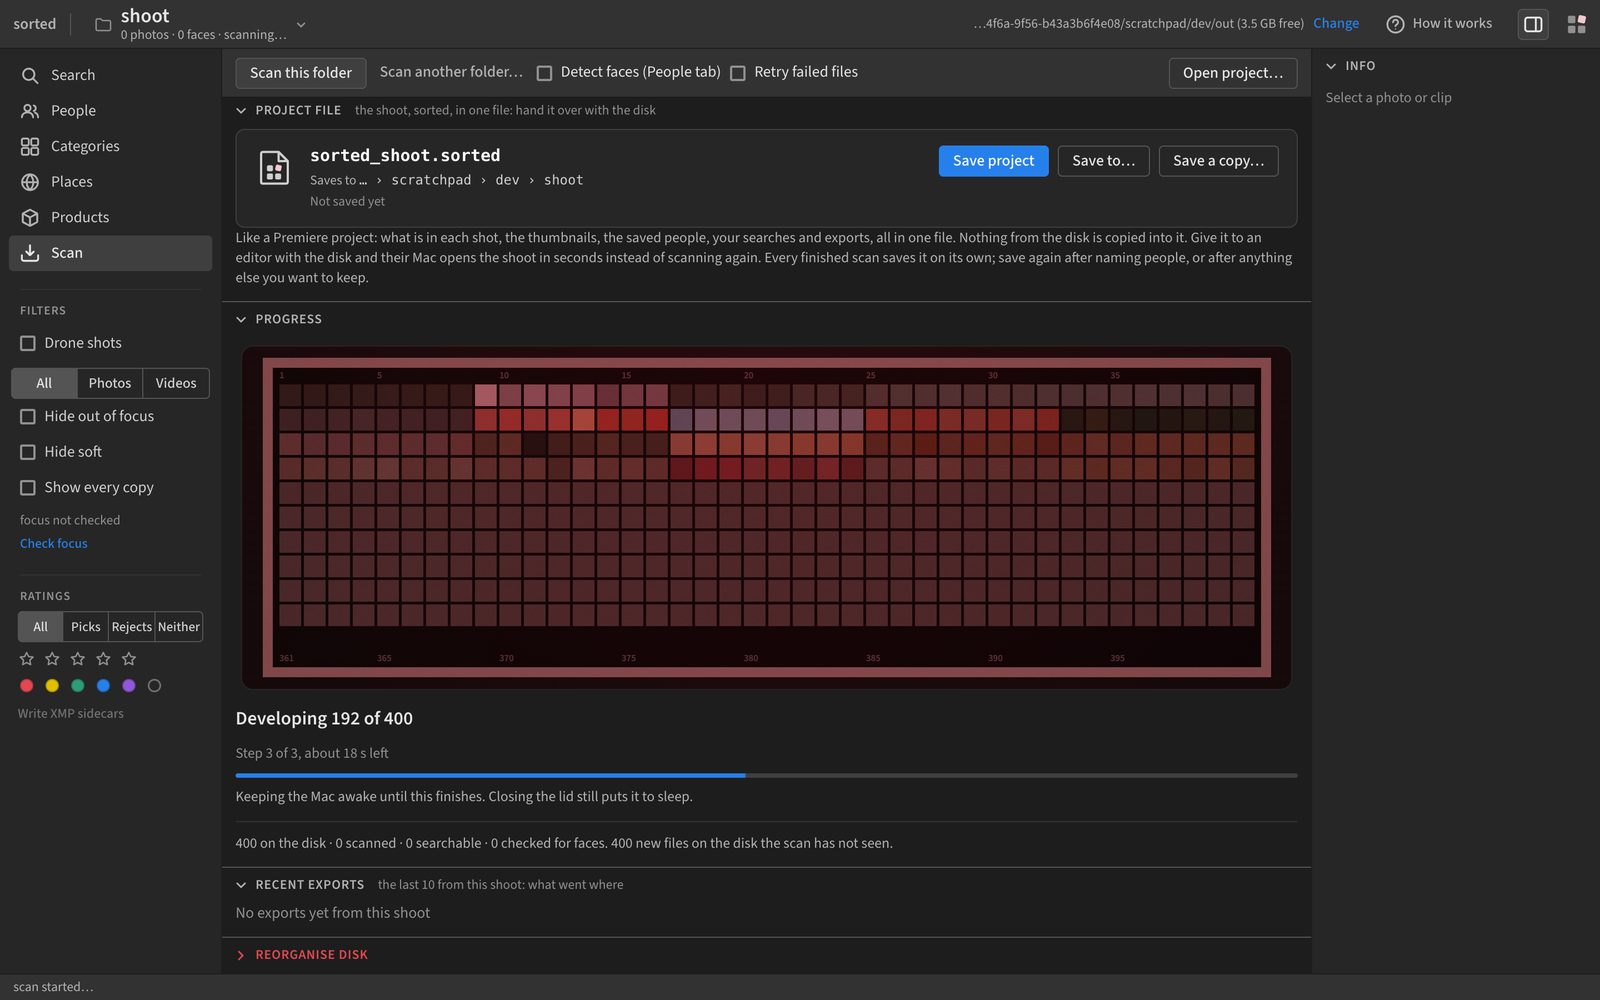 sorted
shoot
0 photos · 0 faces · scanning…
…4f6a-9f56-b43a3b6f4e08/scratchpad/dev/out (3.5 GB free) Change
How it works
Search
People
Categories
Places
Products
Scan
FILTERS
Drone shots
All Photos Videos
Hide out of focus
Hide soft
Show every copy
focus not checked
Check focus
RATINGS
All Picks Rejects Neither
Write XMP sidecars
Scan this folder Scan another folder… Detect faces (People tab) Retry failed files Open project…
PROJECT FILE the shoot, sorted, in one file: hand it over with the disk
sorted_shoot.sorted
Saves to … › scratchpad › dev › shoot
Not saved yet
Save project Save to… Save a copy…
Like a Premiere project: what is in each shot, the thumbnails, the saved people, your searches and exports, all in one file. Nothing from the disk is copied into it. Give it to an
editor with the disk and their Mac opens the shoot in seconds instead of scanning again. Every finished scan saves it on its own; save again after naming people, or after anything
else you want to keep.
PROGRESS
1 5 10 15 20 25 30 35
361 365 370 375 380 385 390 395
Developing 192 of 400
Step 3 of 3, about 18 s left
Keeping the Mac awake until this finishes. Closing the lid still puts it to sleep.
400 on the disk · 0 scanned · 0 searchable · 0 checked for faces. 400 new files on the disk the scan has not seen.
RECENT EXPORTS the last 10 from this shoot: what went where
No exports yet from this shoot
REORGANISE DISK
INFO
Select a photo or clip
scan started…